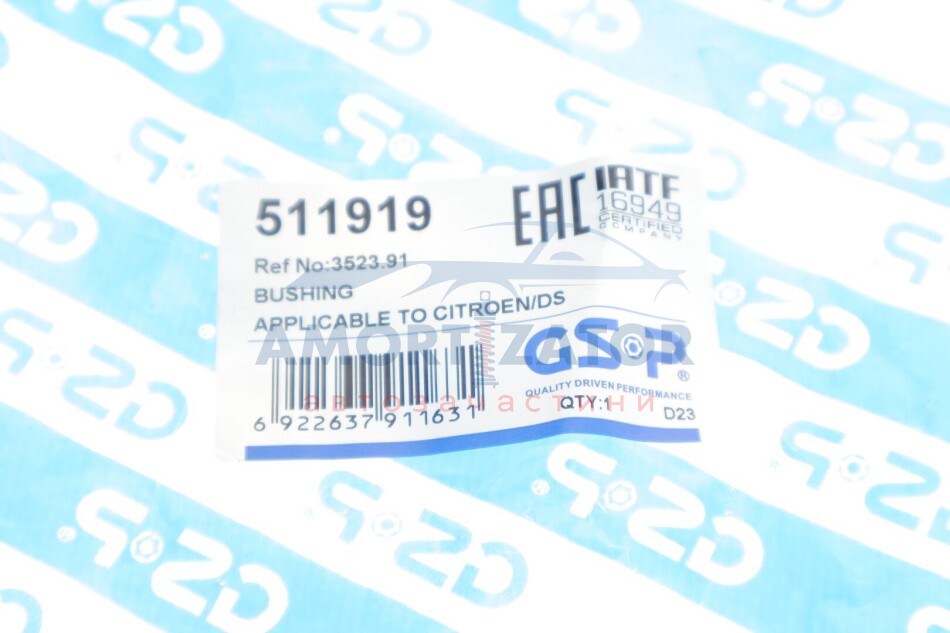 511919
EAC
IATF
16949
CERTIFIED
COMPANY
Ref No:3523.91
BUSHING
APPLICABLE TO CITROEN/DS
AMORTIZATOR
автозапчастини
GSP®
QUALITY DRIVEN PERFORMANCE
QTY:1
D23
6 922637 911631